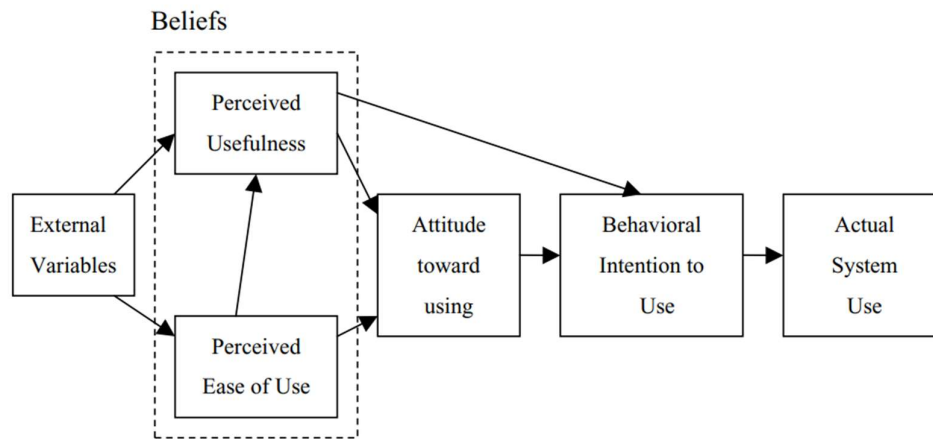 Beliefs
Perceived
Usefulness
External
Variables
Perceived
Ease of Use
Attitude
toward
using
Behavioral
Intention to
Use
Actual
System
Use